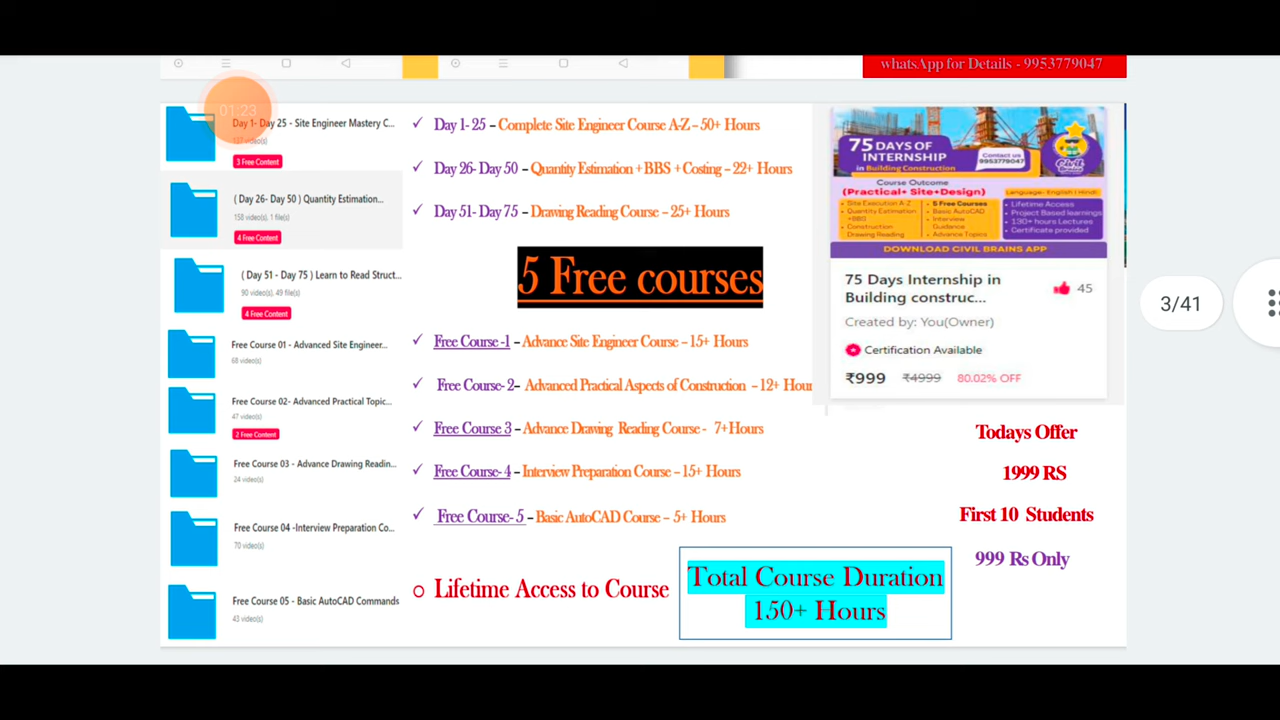 whatsApp for Details - 9953779047
01:23
Day 1- Day 25 - Site Engineer Mastery C...
3 Free Content
( Day 26- Day 50 ) Quantity Estimation...
158 video(s), 1 file(s)
4 Free Content
( Day 51 - Day 75 ) Learn to Read Struct...
90 video(s), 49 file(s)
4 Free Content
Free Course 01 - Advanced Site Engineer...
68 video(s)
Free Course 02- Advanced Practical Topic...
47 video(s)
2 Free Content
Free Course 03 - Advance Drawing Readin...
24 video(s)
Free Course 04 -Interview Preparation Co...
70 video(s)
Free Course 05 - Basic AutoCAD Commands
43 video(s)
✓ Day 1- 25 – Complete Site Engineer Course A-Z – 50+ Hours
✓ Day 26- Day 50 – Quantity Estimation + BBS + Costing – 22+ Hours
✓ Day 51- Day 75 – Drawing Reading Course – 25+ Hours
5 Free courses
✓ Free Course -1 – Advance Site Engineer Course – 15+ Hours
✓ Free Course- 2– Advanced Practical Aspects of Construction – 12+ Hour
✓ Free Course 3 – Advance Drawing Reading Course - 7+Hours
✓ Free Course- 4 – Interview Preparation Course – 15+ Hours
✓ Free Course- 5 – Basic AutoCAD Course – 5+ Hours
o Lifetime Access to Course
Total Course Duration
150+ Hours
75 DAYS OF
INTERNSHIP
in Building Construction
Contact us
9953779047
Civil
Course Outcome
(Practical+ Site+Design)
Language- English | Hindi
• Site Execution A-Z
• Quantity Estimation
+BBS
• Construction
Drawing Reading
• 5 Free Courses
• Basic AutoCAD
• Interview
Guidance
• Advance Topics
• Lifetime Access
• Project Based learnings
• 130+ hours Lectures
• Certificate provided
DOWNLOAD CIVIL BRAINS APP
75 Days Internship in
Building construc...
45
Created by: You(Owner)
Certification Available
₹999 ₹4999 80.02% OFF
Todays Offer
1999 RS
First 10 Students
999 Rs Only
3/41